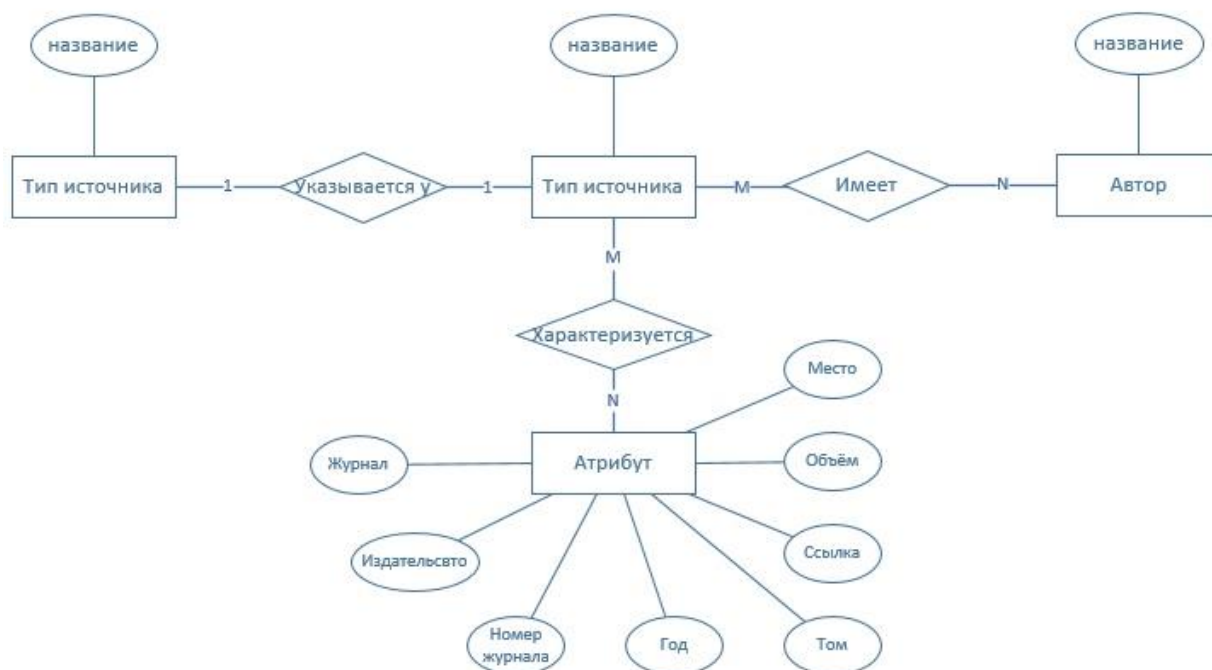 название
название
название
Тип источника
1
Указывается у
1
Тип источника
M
Имеет
N
Автор
M
Характеризуется
N
Место
Журнал
Атрибут
Объём
Издательсвто
Ссылка
Номер
журнала
Год
Том